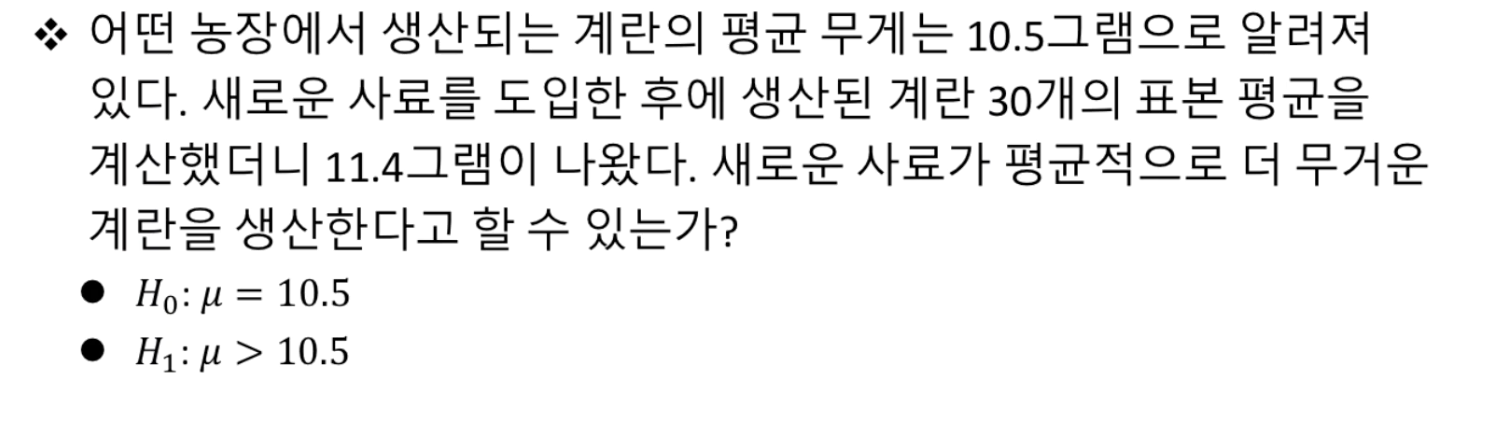 ❖ 어떤 농장에서 생산되는 계란의 평균 무게는 10.5그램으로 알려져
있다. 새로운 사료를 도입한 후에 생산된 계란 30개의 표본 평균을
계산했더니 11.4그램이 나왔다. 새로운 사료가 평균적으로 더 무거운
계란을 생산한다고 할 수 있는가?
● H₀: μ = 10.5
● H₁: μ > 10.5